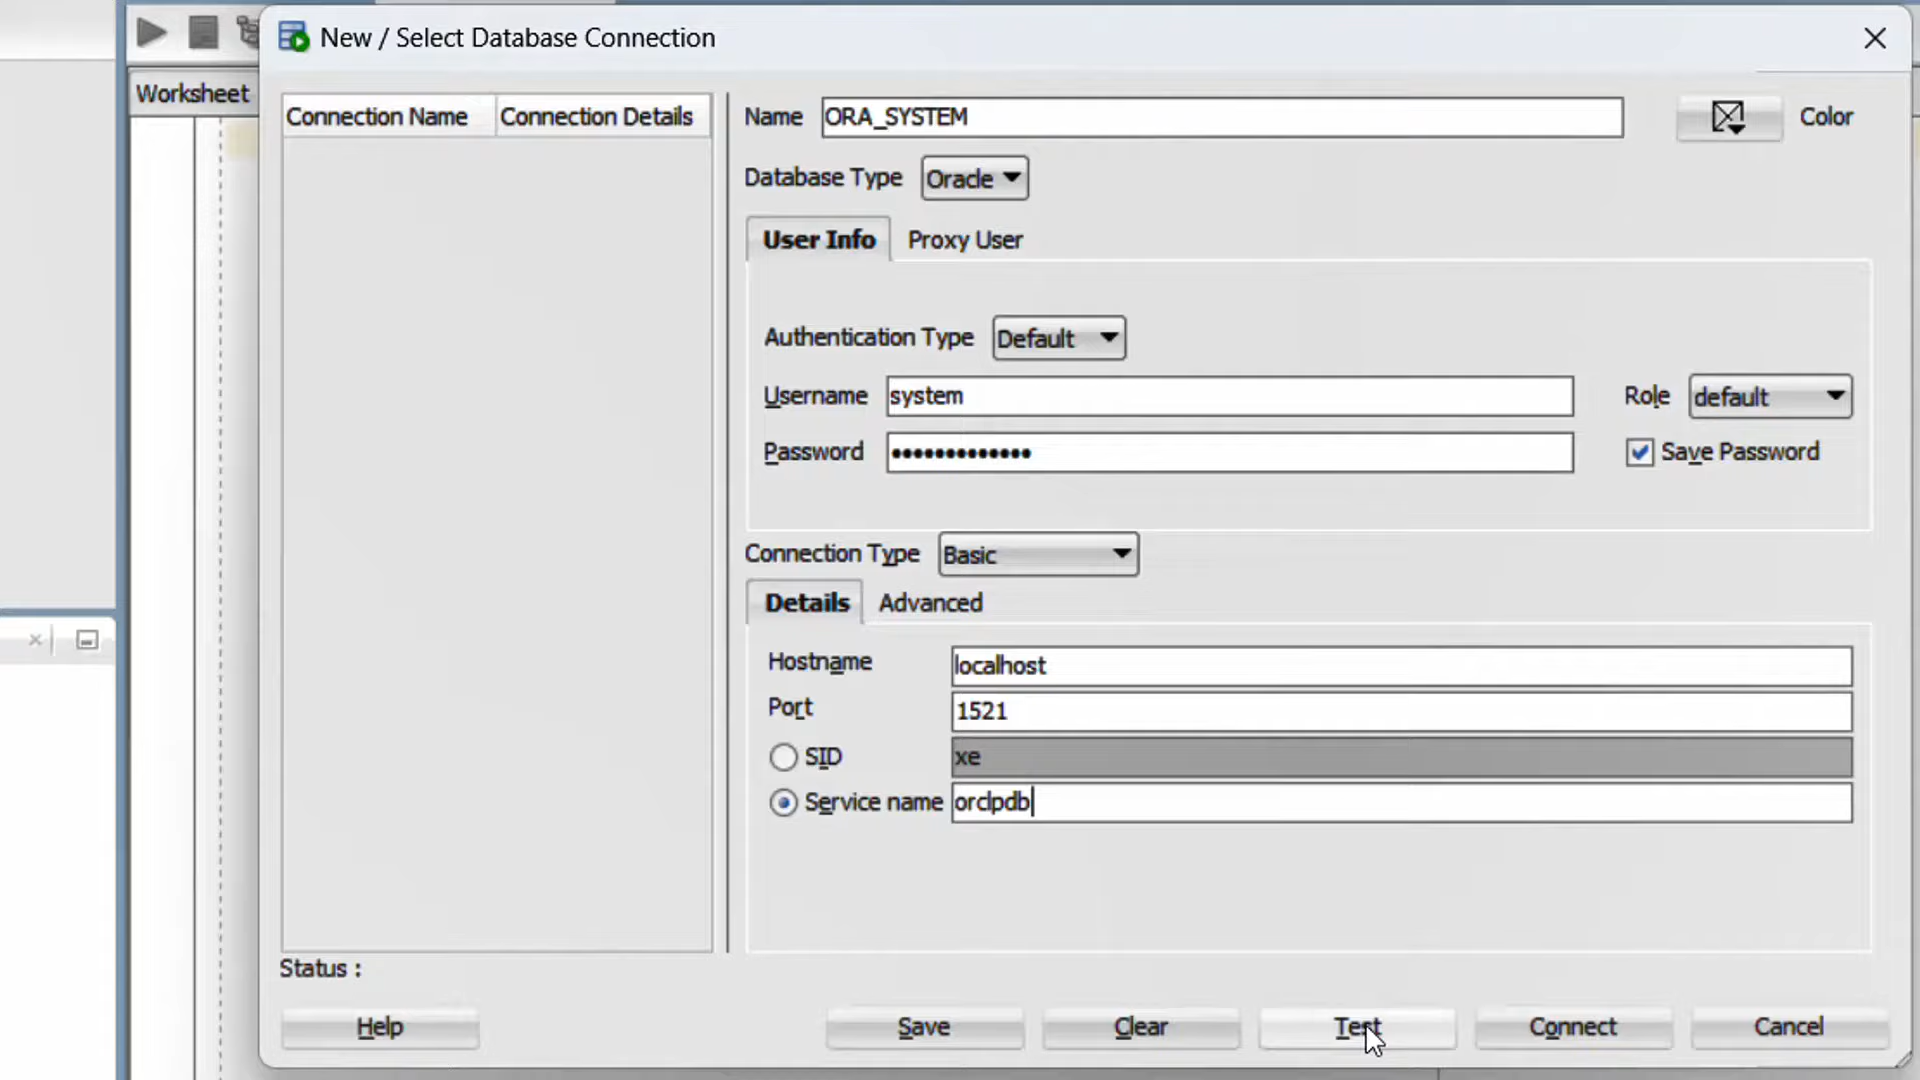 New / Select Database Connection
Worksheet
Connection Name Connection Details
Name ORA_SYSTEM Color
Database Type Oracle
User Info Proxy User
Authentication Type Default
Username system Role default
Password ••••••••••••• Save Password
Connection Type Basic
Details Advanced
Hostname localhost
Port 1521
SID xe
Service name orclpdb
Status :
Help Save Clear Test Connect Cancel